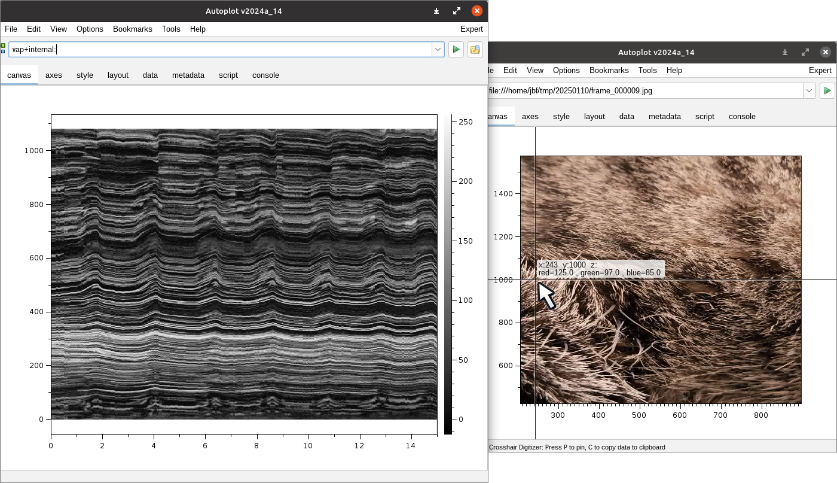 Autoplot v2024a_14
File Edit View Options Bookmarks Tools Help Expert
vap+internal:
canvas axes style layout data metadata script console
1000
800
600
400
200
0
0 2 4 6 8 10 12 14
250
200
150
100
50
0
Autoplot v2024a_14
le Edit View Options Bookmarks Tools Help Expert
file:///home/jbf/tmp/20250110/frame_000009.jpg
anvas axes style layout data metadata script console
1400
1200
1000
800
600
x:243 y:1000 z:
red=125.0 , green=97.0 , blue=85.0
300 400 500 600 700 800
Crosshair Digitizer: Press P to pin, C to copy data to clipboard